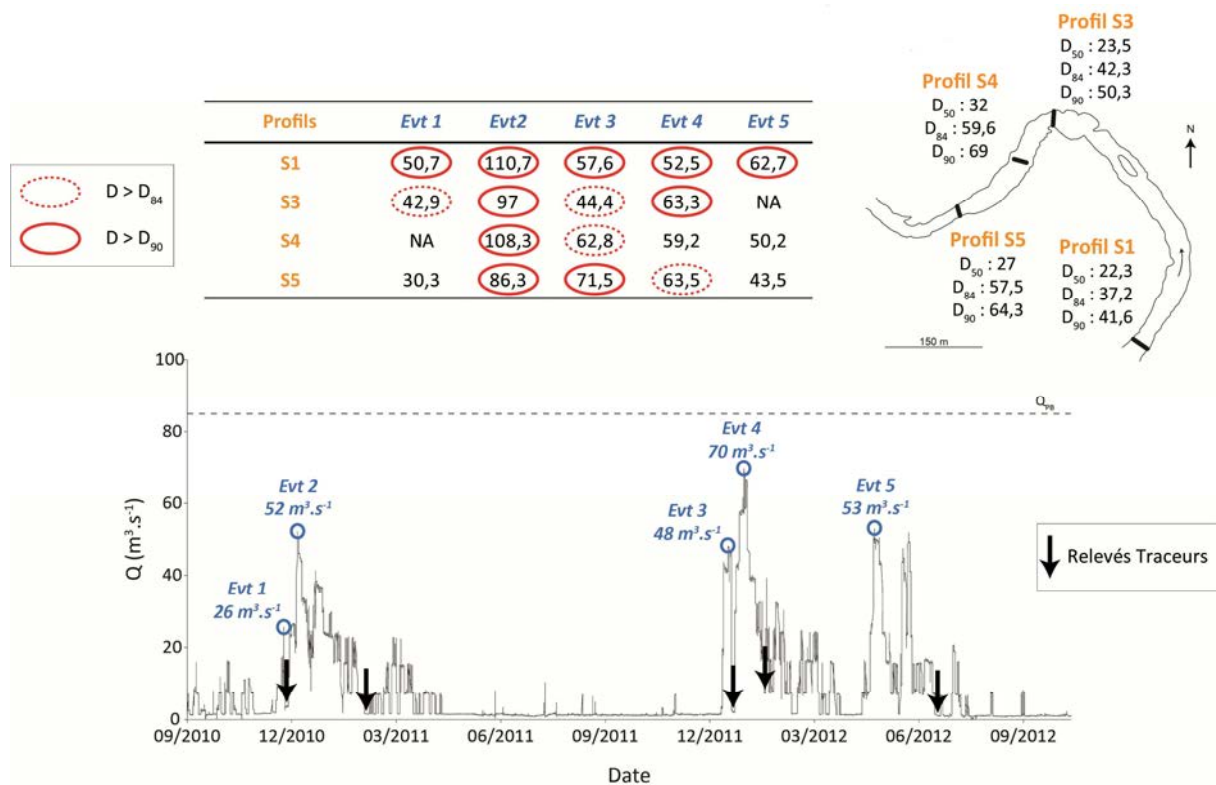 Profil S3
D50 : 23,5
D84 : 42,3
D90 : 50,3
Profil S4
D50 : 32
D84 : 59,6
D90 : 69
N
Profils Evt 1 Evt2 Evt 3 Evt 4 Evt 5
S1 50,7 110,7 57,6 52,5 62,7
S3 42,9 97 44,4 63,3 NA
S4 NA 108,3 62,8 59,2 50,2
S5 30,3 86,3 71,5 63,5 43,5
D > D84
D > D90
Profil S5
D50 : 27
D84 : 57,5
D90 : 64,3
Profil S1
D50 : 22,3
D84 : 37,2
D90 : 41,6
150 m
Q (m³.s⁻¹)
100
80
60
40
20
0
QPB
Evt 1
26 m³.s⁻¹
Evt 2
52 m³.s⁻¹
Evt 3
48 m³.s⁻¹
Evt 4
70 m³.s⁻¹
Evt 5
53 m³.s⁻¹
Relevés Traceurs
09/2010 12/2010 03/2011 06/2011 09/2011 12/2011 03/2012 06/2012 09/2012
Date